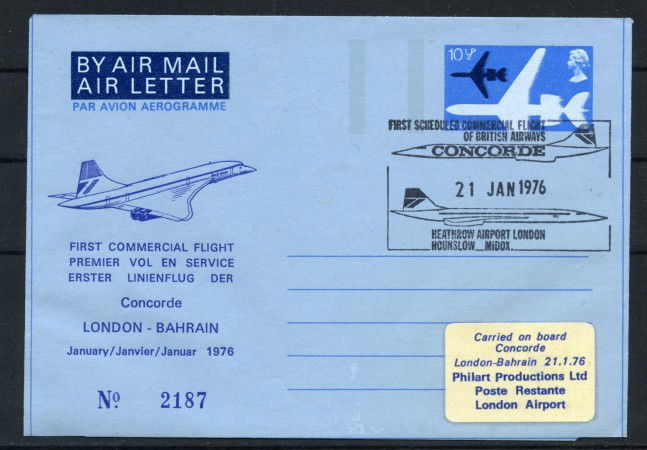 BY AIR MAIL
AIR LETTER
PAR AVION AEROGRAMME
10½P
FIRST SCHEDULED COMMERCIAL FLIGHT
OF BRITISH AIRWAYS
CONCORDE
21 JAN 1976
HEATHROW AIRPORT LONDON
HOUNSLOW MIDDX.
FIRST COMMERCIAL FLIGHT
PREMIER VOL EN SERVICE
ERSTER LINIENFLUG DER
Concorde
LONDON - BAHRAIN
January/Janvier/Januar 1976
No 2187
Carried on board
Concorde
London-Bahrain 21.1.76
Philart Productions Ltd
Poste Restante
London Airport